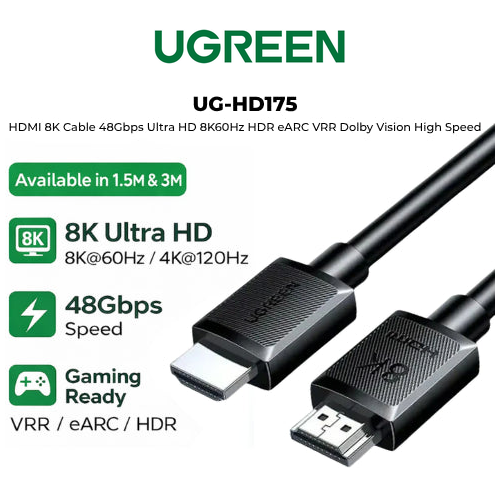 UGREEN
UG-HD175
HDMI 8K Cable 48Gbps Ultra HD 8K60Hz HDR eARC VRR Dolby Vision High Speed
Available in 1.5M & 3M
8K
8K Ultra HD
8K@60Hz / 4K@120Hz
48Gbps
Speed
Gaming
Ready
VRR / eARC / HDR
UGREEN
HDMI
8K